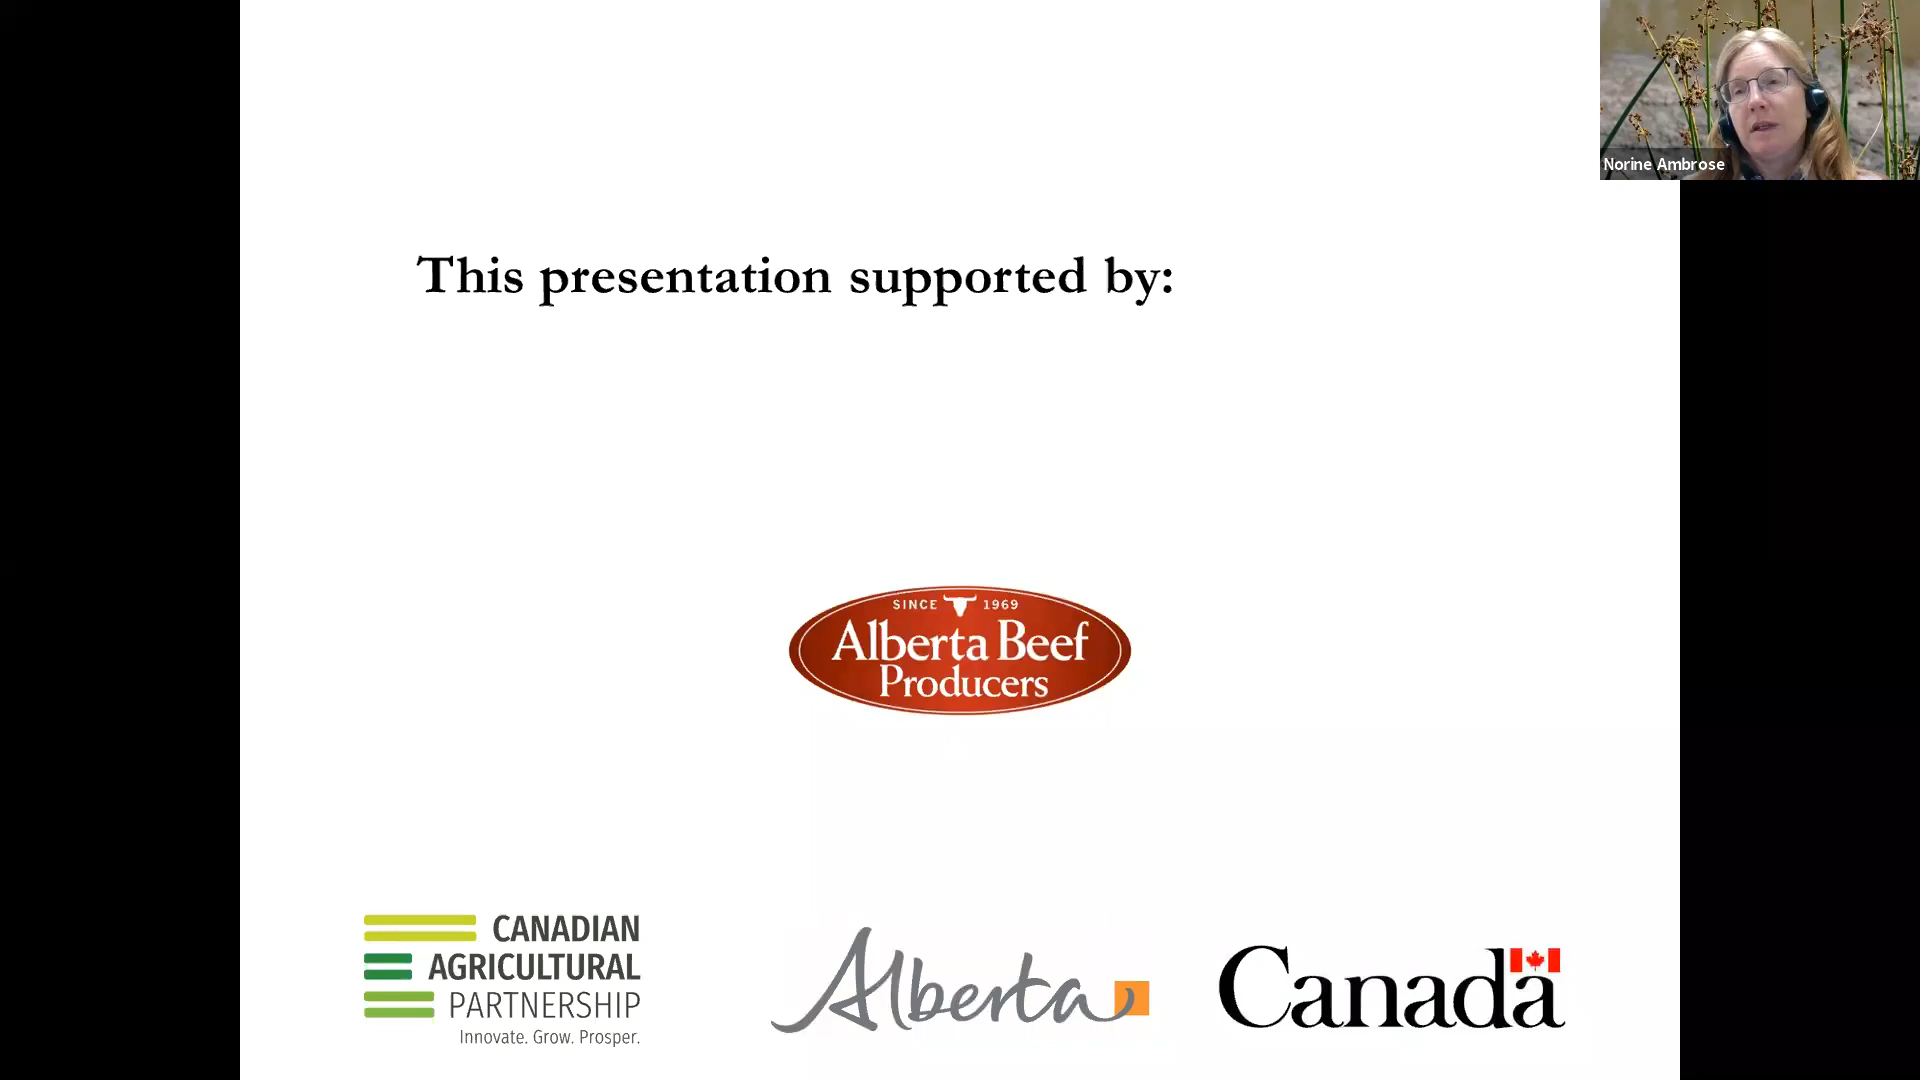 Norine Ambrose
This presentation supported by:
SINCE 1969
Alberta Beef
Producers
CANADIAN
AGRICULTURAL
PARTNERSHIP
Innovate. Grow. Prosper.
Alberta
Canada